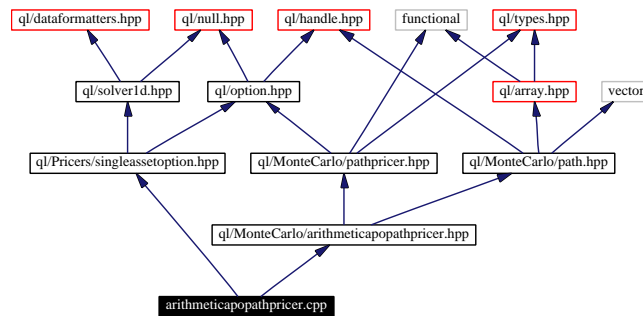 ql/dataformatters.hpp
ql/null.hpp
ql/handle.hpp
functional
ql/types.hpp
ql/solver1d.hpp
ql/option.hpp
ql/array.hpp
vector
ql/Pricers/singleassetoption.hpp
ql/MonteCarlo/pathpricer.hpp
ql/MonteCarlo/path.hpp
ql/MonteCarlo/arithmeticapopathpricer.hpp
arithmeticapopathpricer.cpp